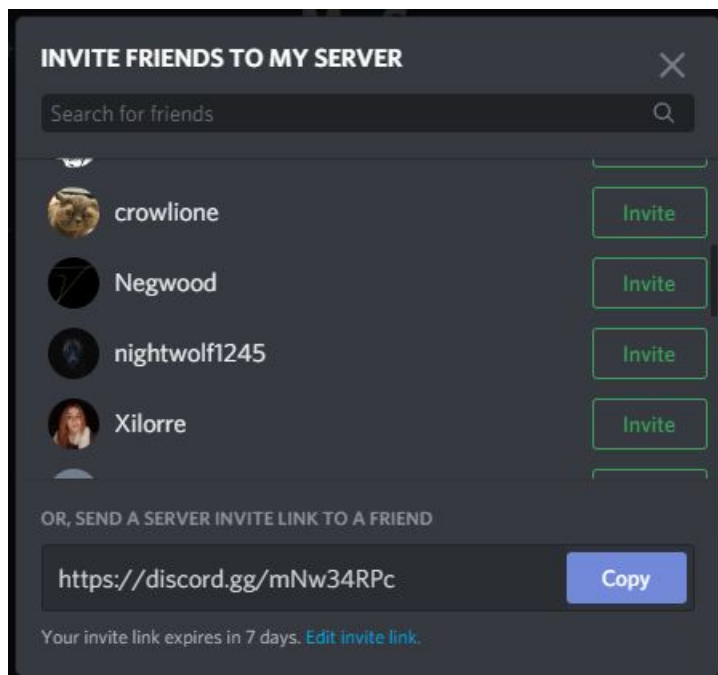 INVITE FRIENDS TO MY SERVER
Search for friends
crowlione
Invite
Negwood
Invite
nightwolf1245
Invite
Xilorre
Invite
OR, SEND A SERVER INVITE LINK TO A FRIEND
https://discord.gg/mNw34RPc
Copy
Your invite link expires in 7 days. Edit invite link.